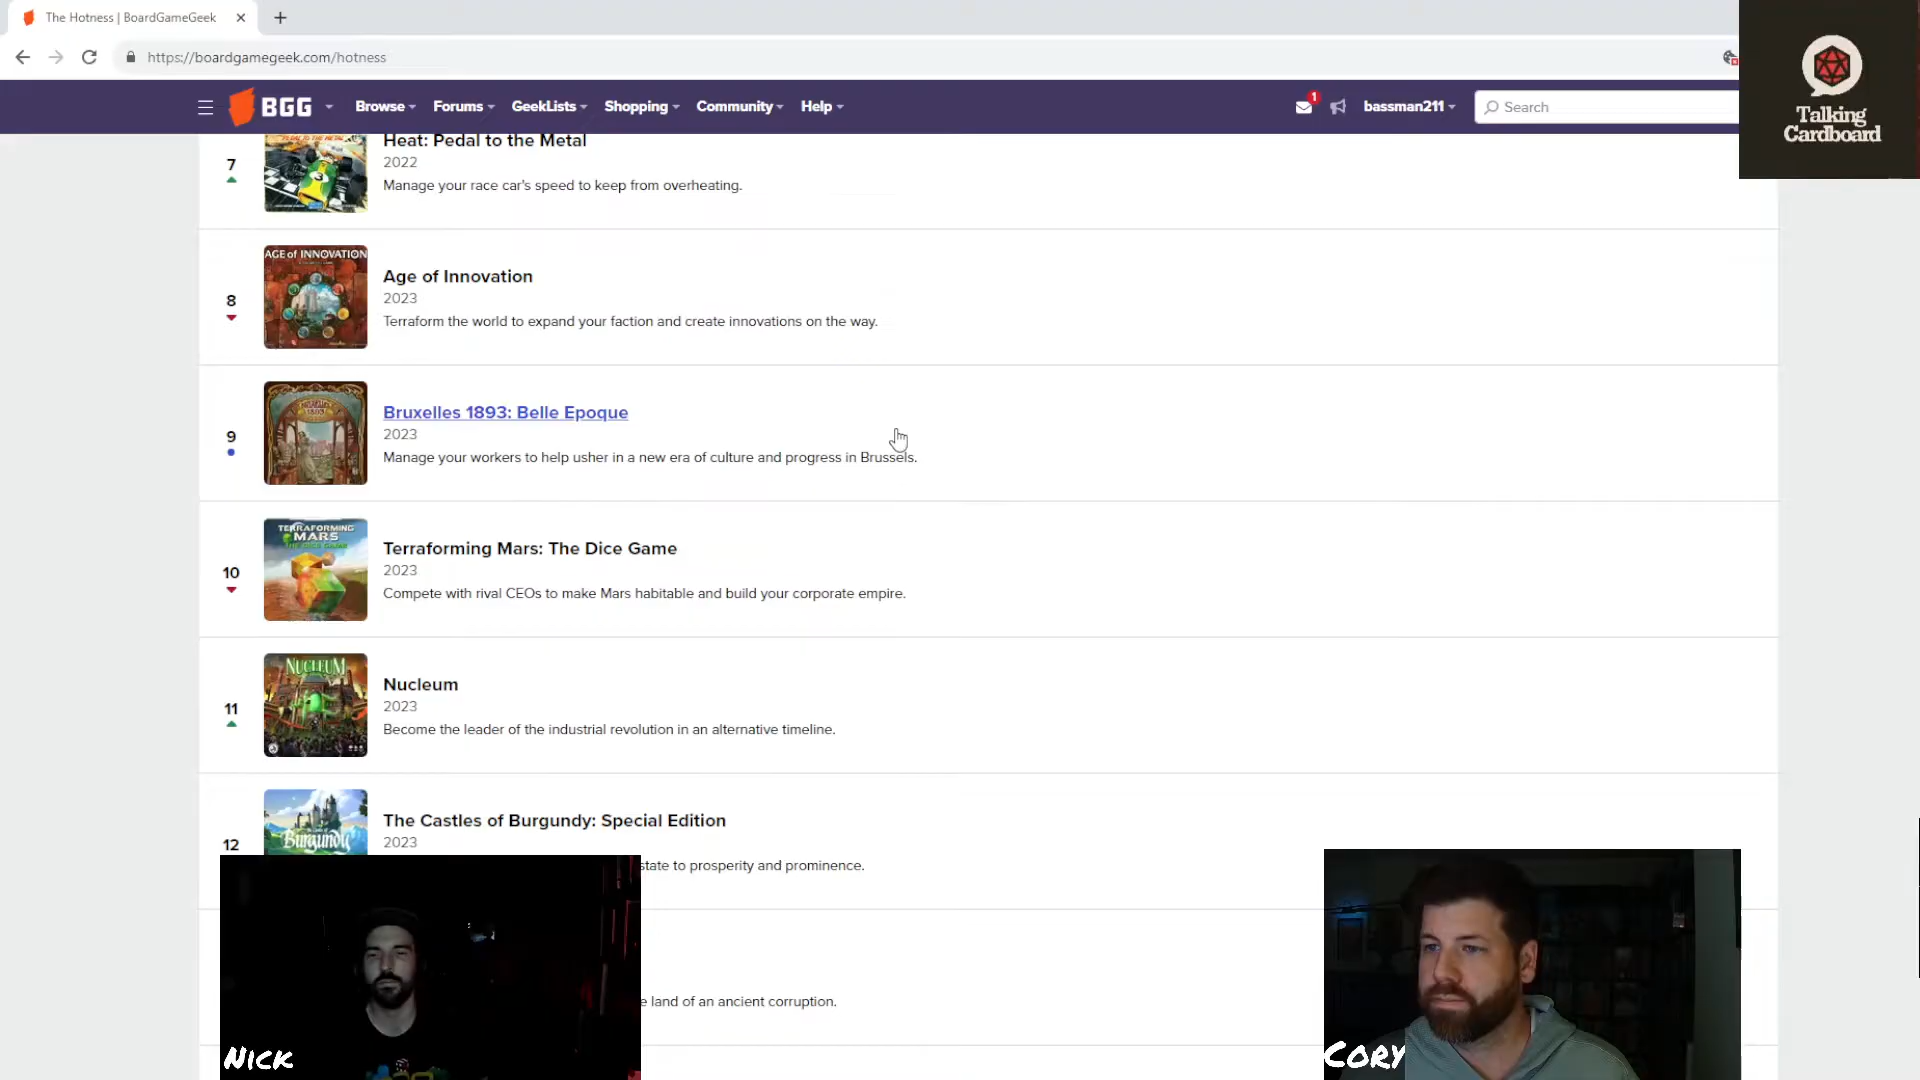 The Hotness | BoardGameGeek
https://boardgamegeek.com/hotness
BGG Browse Forums GeekLists Shopping Community Help 1 bassman211 Search
Talking
Cardboard
7
Heat: Pedal to the Metal
2022
Manage your race car's speed to keep from overheating.
8
AGE of INNOVATION
Age of Innovation
2023
Terraform the world to expand your faction and create innovations on the way.
9
Bruxelles 1893: Belle Epoque
2023
Manage your workers to help usher in a new era of culture and progress in Brussels.
10
TERRAFORMING
MARS
THE DICE GAME
Terraforming Mars: The Dice Game
2023
Compete with rival CEOs to make Mars habitable and build your corporate empire.
11
NUCLEUM
Nucleum
2023
Become the leader of the industrial revolution in an alternative timeline.
12
Burgundy
The Castles of Burgundy: Special Edition
2023
state to prosperity and prominence.
e land of an ancient corruption.
Nick
Cory